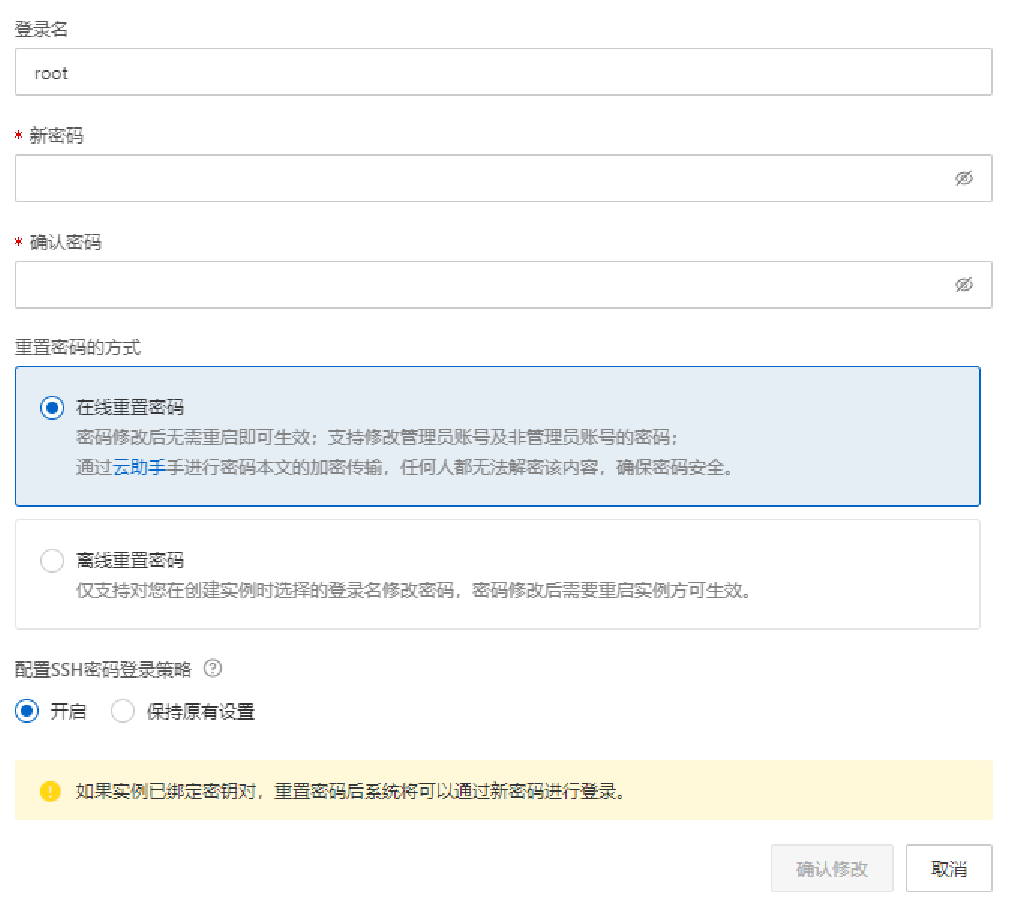 登录名
root
* 新密码
* 确认密码
重置密码的方式
在线重置密码
密码修改后无需重启即可生效；支持修改管理员账号及非管理员账号的密码；
通过云助手手进行密码本文的加密传输，任何人都无法解密该内容，确保密码安全。
离线重置密码
仅支持对您在创建实例时选择的登录名修改密码，密码修改后需要重启实例方可生效。
配置SSH密码登录策略 ?
开启 保持原有设置
如果实例已绑定密钥对，重置密码后系统将可以通过新密码进行登录。
确认修改 取消